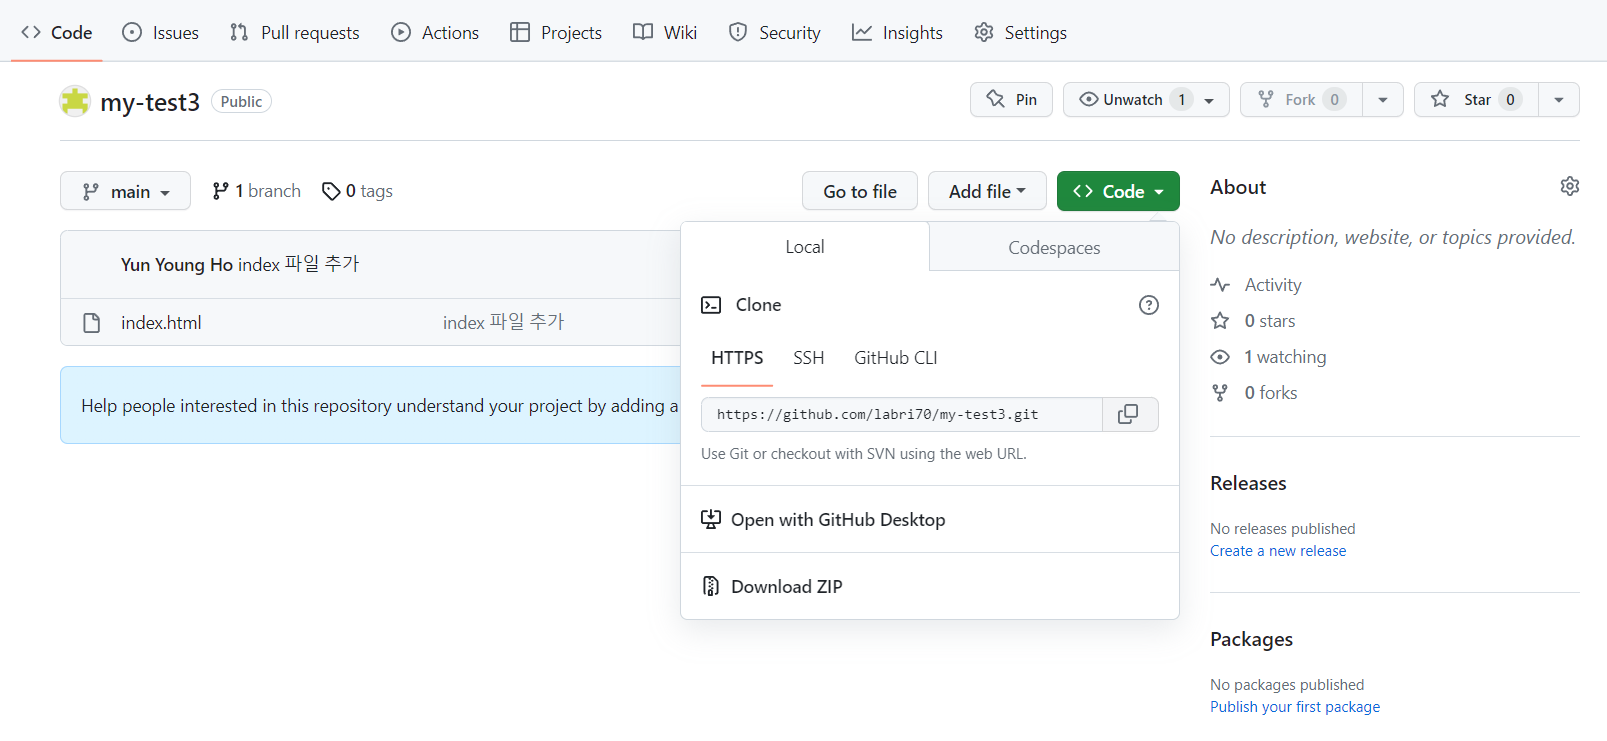 Code Issues Pull requests Actions Projects Wiki Security Insights Settings
my-test3 Public Pin Unwatch 1 Fork 0 Star 0
main 1 branch 0 tags Go to file Add file Code
Yun Young Ho index 파일 추가
index.html index 파일 추가
Help people interested in this repository understand your project by adding a
Local Codespaces
Clone
HTTPS SSH GitHub CLI
https://github.com/labri70/my-test3.git
Use Git or checkout with SVN using the web URL.
Open with GitHub Desktop
Download ZIP
About
No description, website, or topics provided.
Activity
0 stars
1 watching
0 forks
Releases
No releases published
Create a new release
Packages
No packages published
Publish your first package